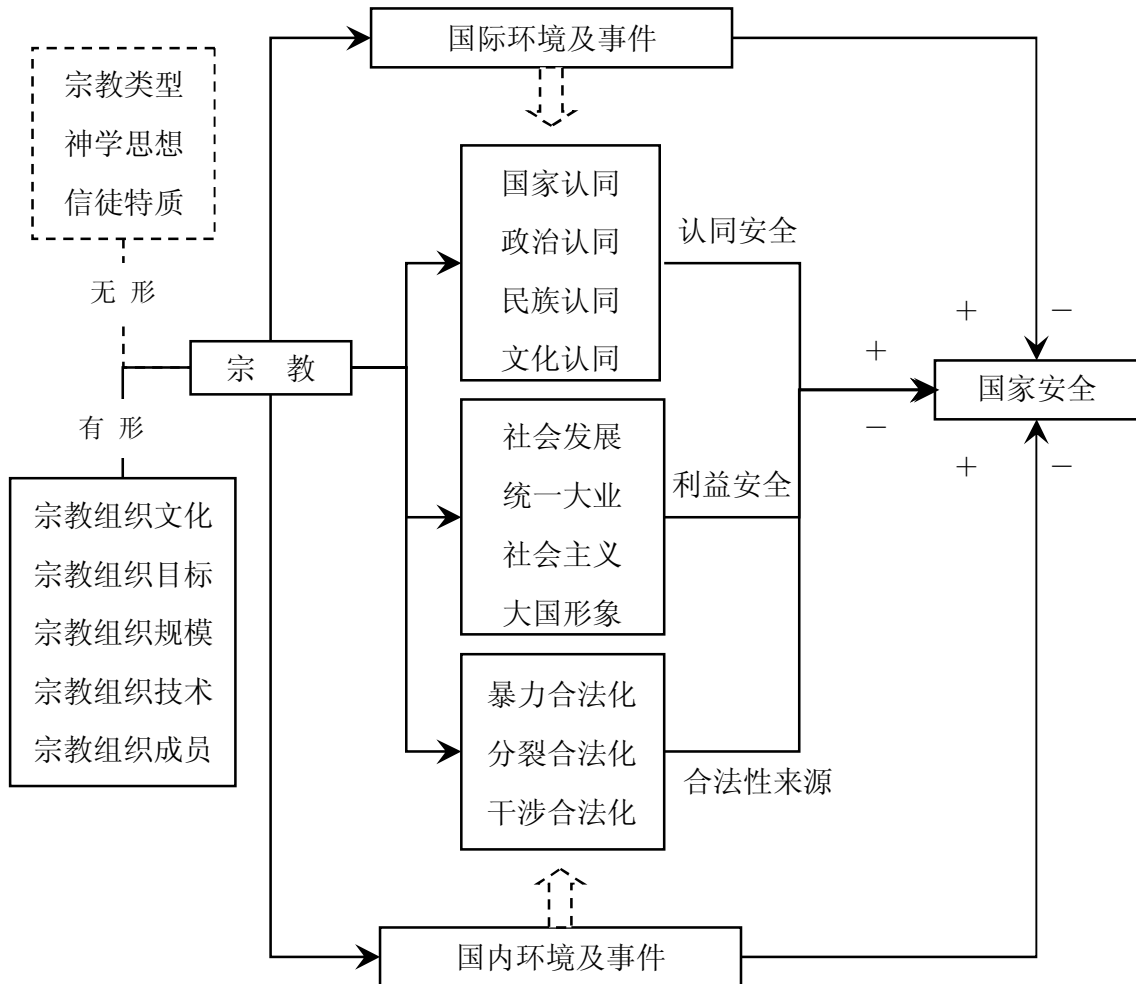 国际环境及事件
宗教类型
神学思想
信徒特质
无 形
宗 教
有 形
宗教组织文化
宗教组织目标
宗教组织规模
宗教组织技术
宗教组织成员
国家认同
政治认同
民族认同
文化认同
认同安全
社会发展
统一大业
社会主义
大国形象
利益安全
暴力合法化
分裂合法化
干涉合法化
合法性来源
＋ －
＋
－
＋ －
国家安全
国内环境及事件